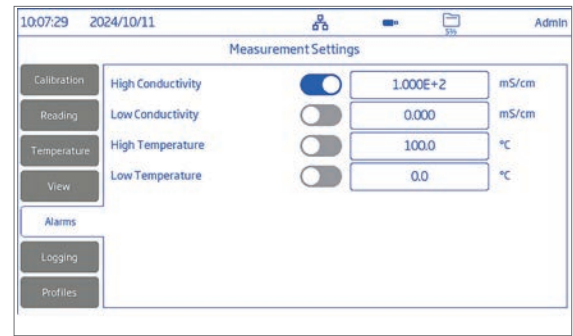 10:07:29 2024/10/11 5% Admin
Measurement Settings
Calibration
High Conductivity 1.000E+2 mS/cm
Reading
Low Conductivity 0.000 mS/cm
Temperature
High Temperature 100.0 °C
View
Low Temperature 0.0 °C
Alarms
Logging
Profiles